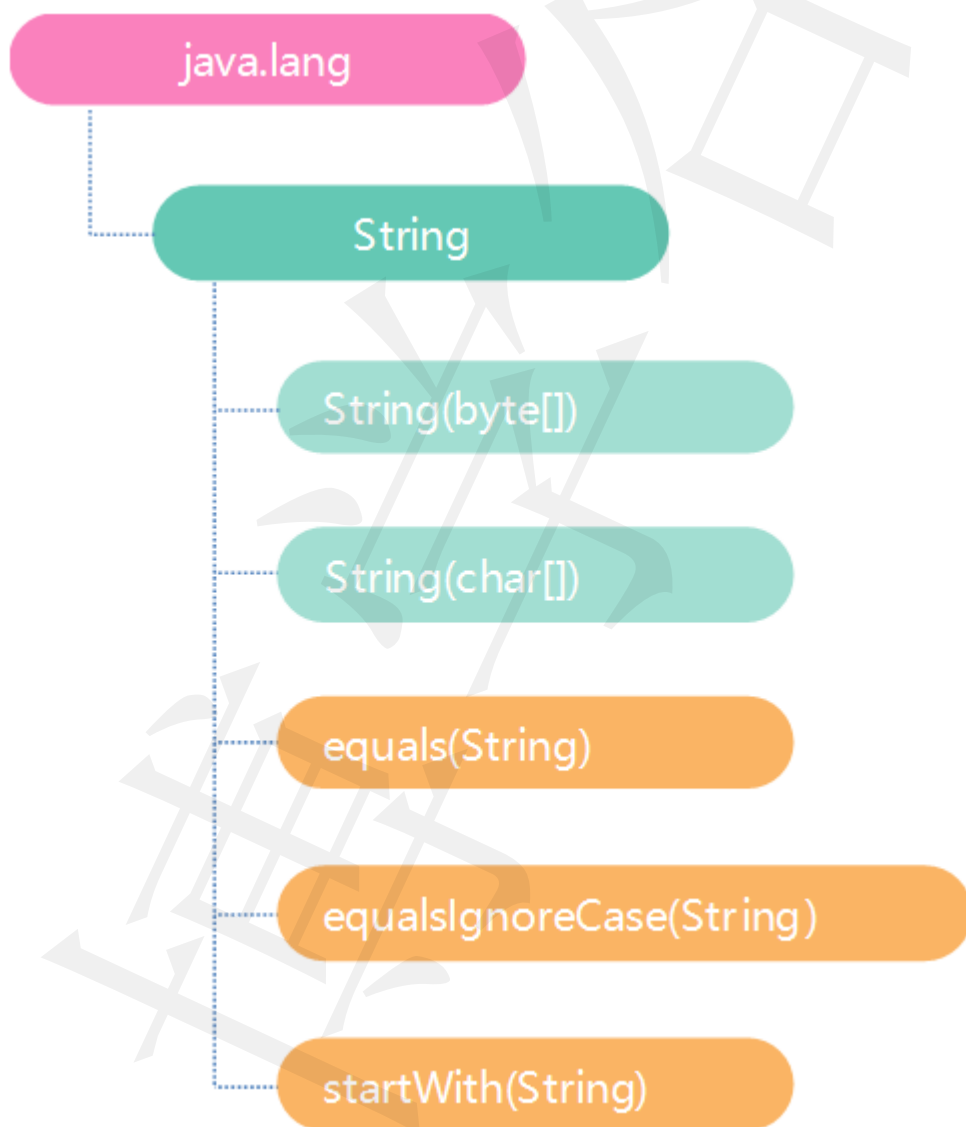 java.lang
String
String(byte[])
String(char[])
equals(String)
equalsIgnoreCase(String)
startWith(String)